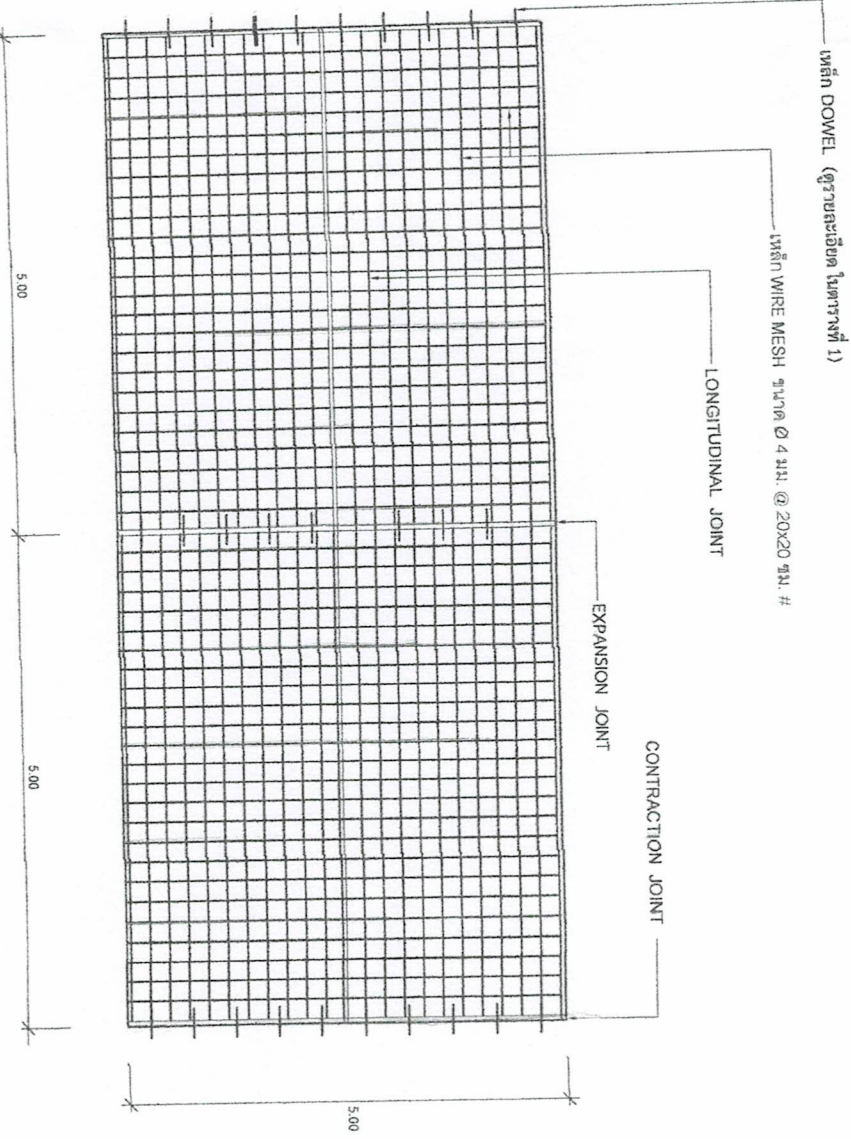 เหล็ก DOWEL (ดูรายละเอียด ในตารางที่ 1)
เหล็ก WIRE MESH ขนาด Ø 4 มม. @ 20x20 ซม. #
LONGITUDINAL JOINT
EXPANSION JOINT
CONTRACTION JOINT
5.00
5.00
5.00